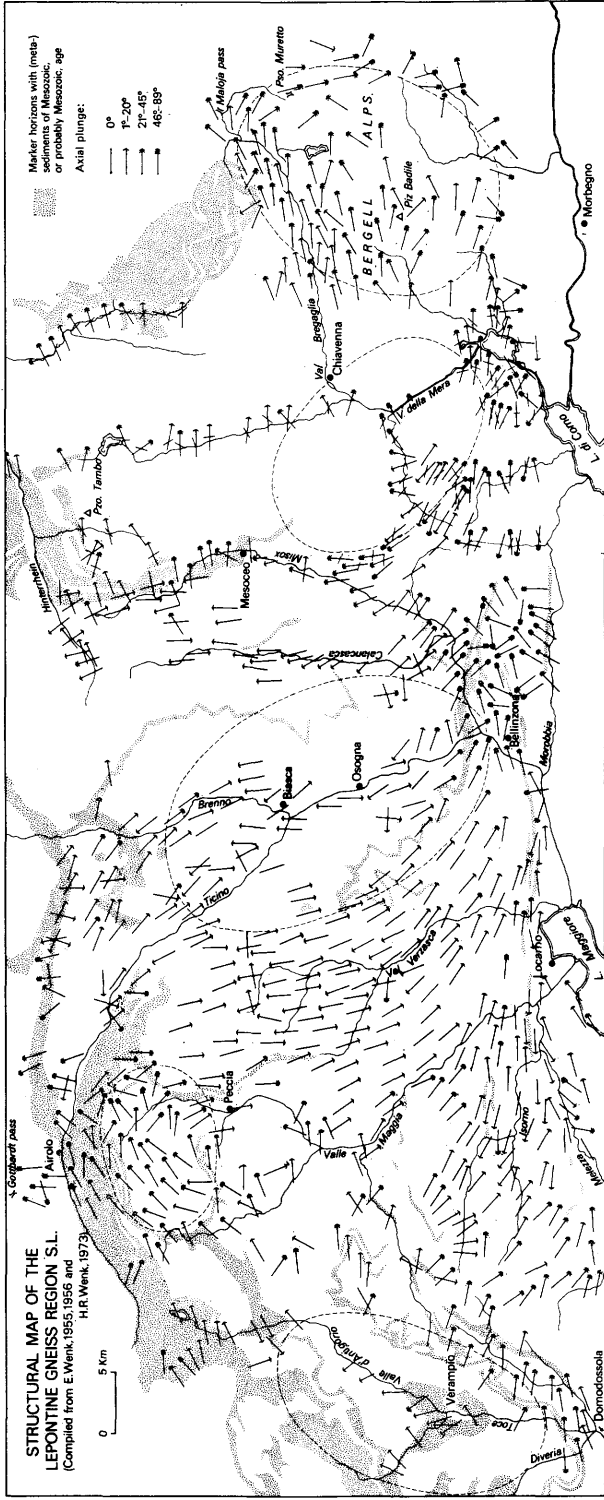 STRUCTURAL MAP OF THE
LEPONTINE GNEISS REGION S.L.
(Compiled from E.Wenk,1955,1956 and
H.R.Wenk,1973)
0 5 Km
Marker horizons with (meta-)
sediments of Mesozoic,
or probably Mesozoic, age
Axial plunge:
0°
1°-20°
21°-45°
46°-89°
Gotthardt pass
Airolo
Peccia
Valle
Maggia
Valle d'Antigorio
Verampio
Toce
Diveria
Domodossola
Isorno
Melezza
Locarno
L. Maggiore
Val Verzasca
Ticino
Brenno
Biasca
Osogna
Bellinzona
Morobbia
Calancasca
Mesoceo
Misox
Hinterrhein
Pzo. Tambo
Val Bregaglia
Chiavenna
V. della Mera
L. di Como
Morbegno
BERGELL ALPS
Piz Badile
Maloja pass
Pso. Muretto